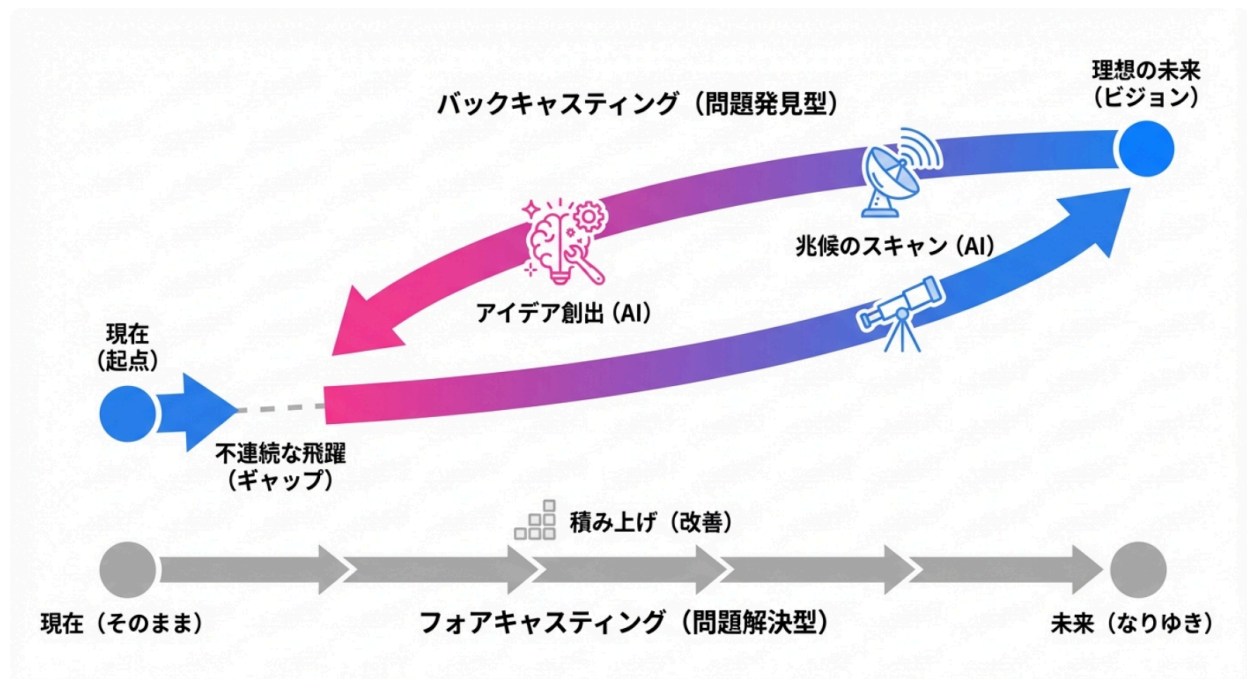 理想の未来
（ビジョン）
バックキャスティング（問題発見型）
兆候のスキャン（AI）
アイデア創出（AI）
現在
（起点）
不連続な飛躍
（ギャップ）
積み上げ（改善）
現在（そのまま）
フォアキャスティング（問題解決型）
未来（なりゆき）